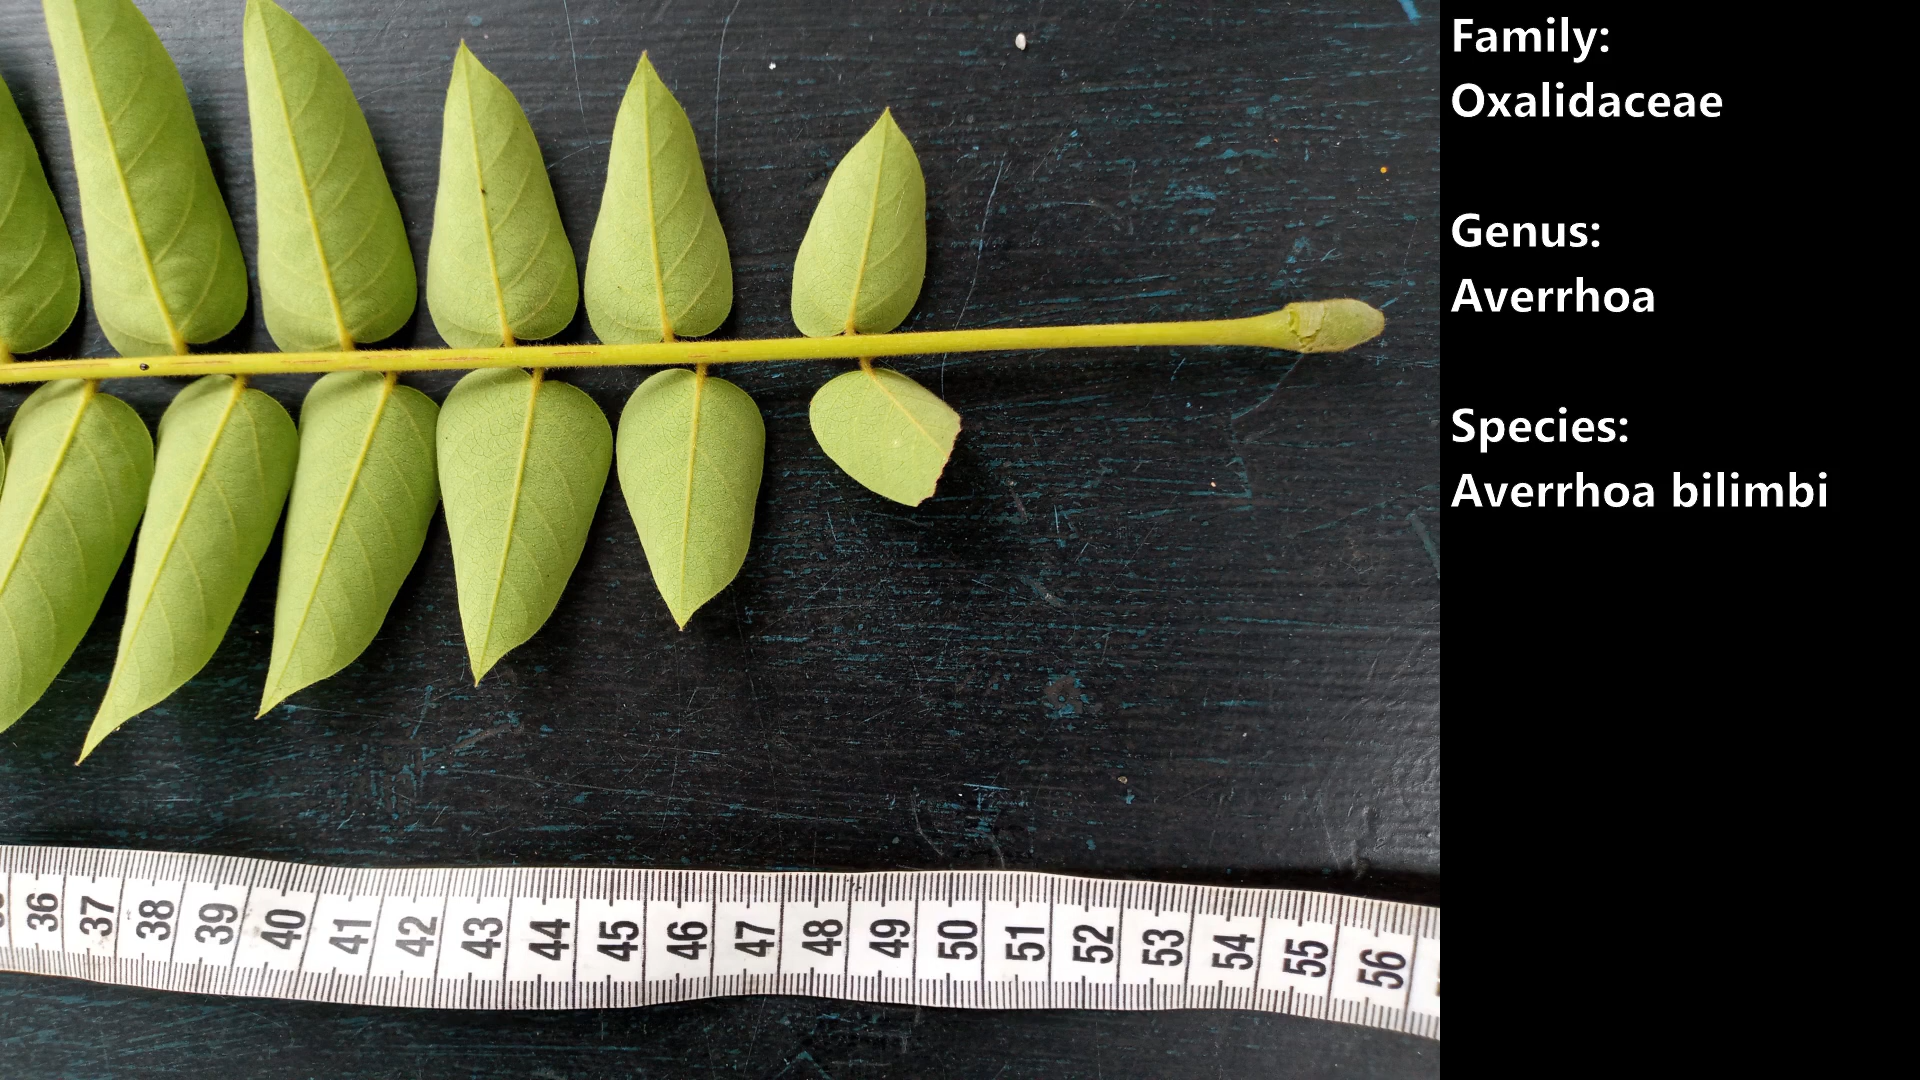 Family:
Oxalidaceae
Genus:
Averrhoa
Species:
Averrhoa bilimbi
36 37 38 39 40 41 42 43 44 45 46 47 48 49 50 51 52 53 54 55 56